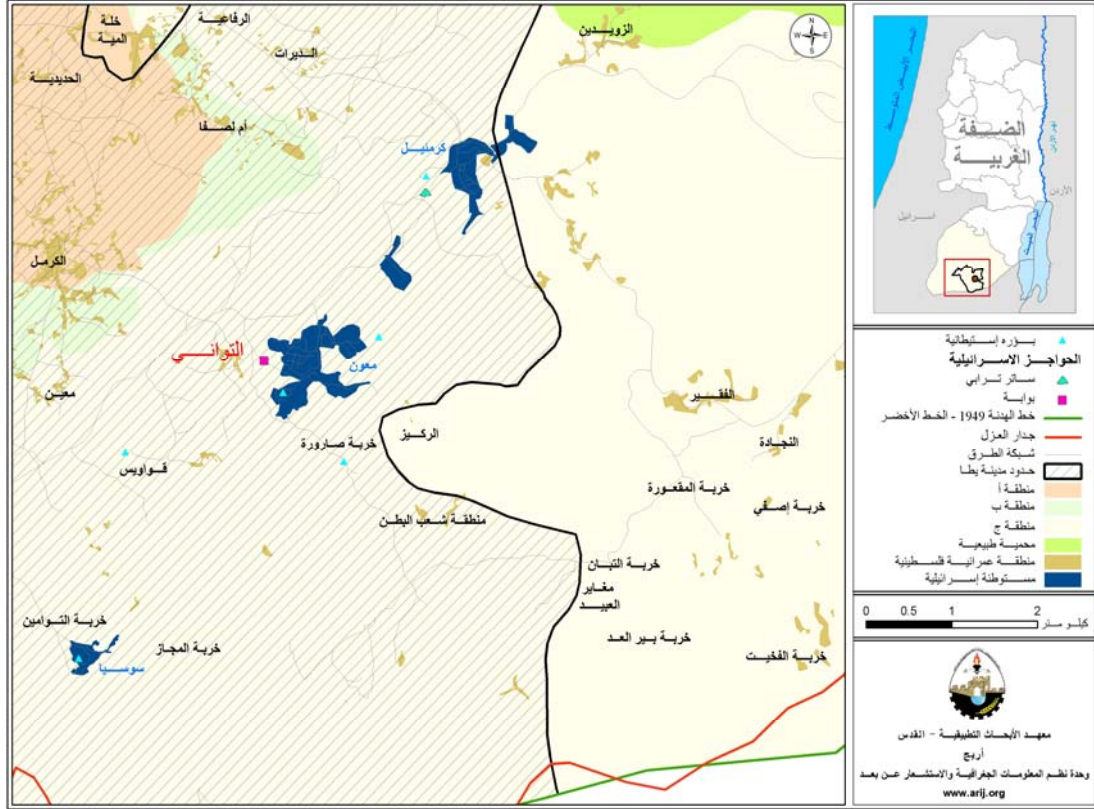 خلة
المية
الرفاعية
الديرات
الحديدية
أم لصفا
الكرمل
كرمئيل
الزويدين
التواني
معون
معين
قواويس
خربة صارورة
الركيز
منطقة شعب البطن
الفقير
النجادة
خربة المقعورة
خربة إصفي
خربة التبان
مغاير
العبيد
خربة بير العد
خربة الفخيت
خربة التوامين
سوسيا
خربة المجاز
N
W
E
S
البحر الأبيض المتوسط
الضفة
الغربية
نهر الأردن
الأردن
اسرائيل
البحر الميت
بؤره إستيطانية
الحواجز الاسرائيلية
ساتر ترابي
بوابة
خط الهدنة 1949 - الخط الأخضر
جدار العزل
شبكة الطرق
حدود مدينة يطا
منطقة أ
منطقة ب
منطقة ج
محمية طبيعية
منطقة عمرانية فلسطينية
مستوطنة إسرائيلية
0 0.5 1 2
كيلو متر
معهد الأبحاث التطبيقية - القدس
أريج
وحدة نظم المعلومات الجغرافية والاستشعار عن بعد
www.arij.org